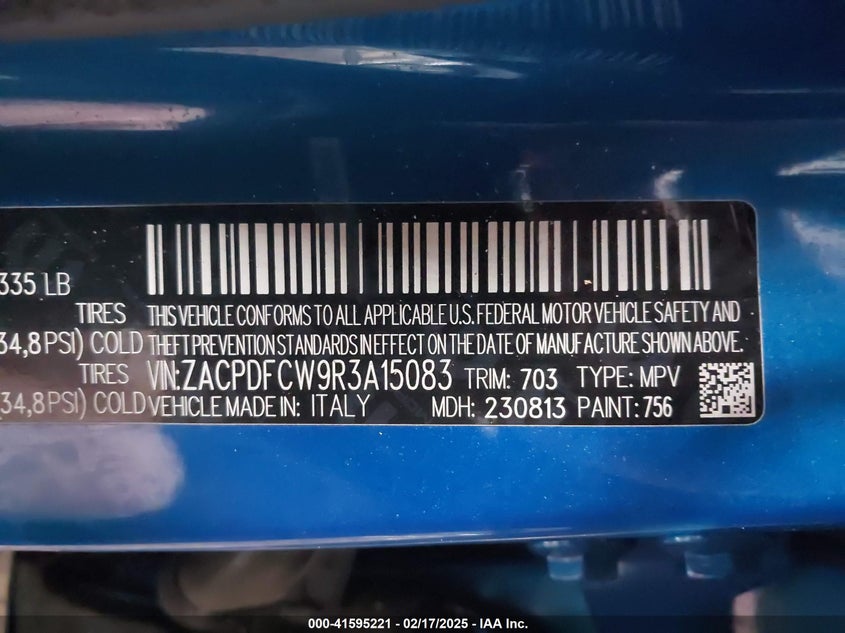 335 LB
TIRES THIS VEHICLE CONFORMS TO ALL APPLICABLE U.S. FEDERAL MOTOR VEHICLE SAFETY AND
34,8PSI) COLD THEFT PREVENTION STANDARDS IN EFFECT ON THE DATE OF MANUFACTURE SHOWN ABOVE.
TIRES VIN:ZACPDFCW9R3A15083 TRIM: 703 TYPE: MPV
(34,8PSI) COLD VEHICLE MADE IN: ITALY MDH: 230813 PAINT: 756
000-41595221 - 02/17/2025 - IAA Inc.